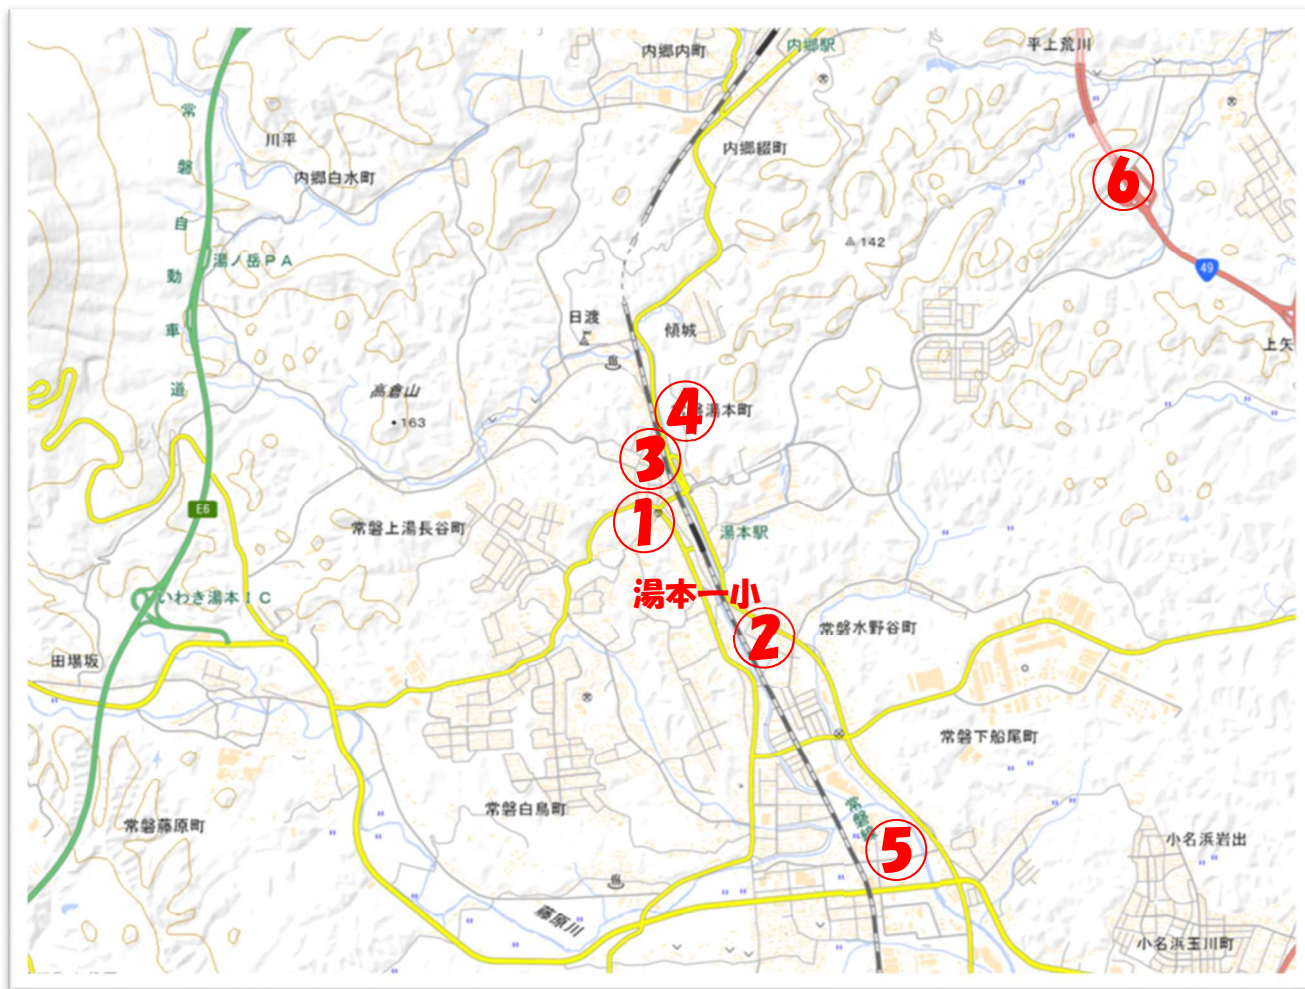 内郷内町
内郷駅
平上荒川
常磐自動車道
川平
内郷綴町
内郷白水町
6
142
湯ノ岳PA
49
日渡
傾城
上矢
高倉山
163
4
湯本町
3
E6
1
常磐上湯長谷町
湯本駅
いわき湯本IC
湯本一小
2
常磐水野谷町
田場坂
常磐下船尾町
常磐白鳥町
常磐
常磐藤原町
5
小名浜岩出
藤原川
小名浜玉川町